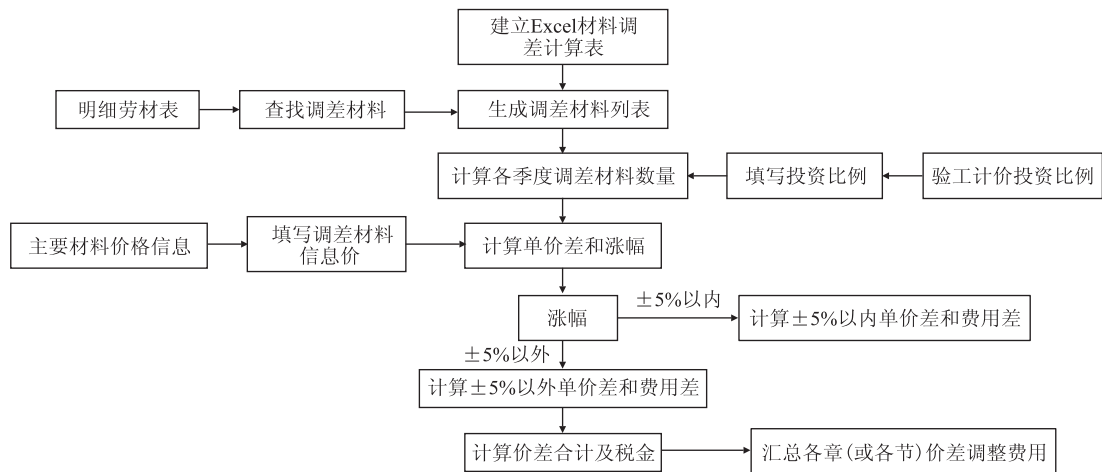 建立Excel材料调
差计算表
明细劳材表
查找调差材料
生成调差材料列表
计算各季度调差材料数量
填写投资比例
验工计价投资比例
主要材料价格信息
填写调差材料
信息价
计算单价差和涨幅
涨幅
±5%以内
计算±5%以内单价差和费用差
±5%以外
计算±5%以外单价差和费用差
计算价差合计及税金
汇总各章(或各节)价差调整费用